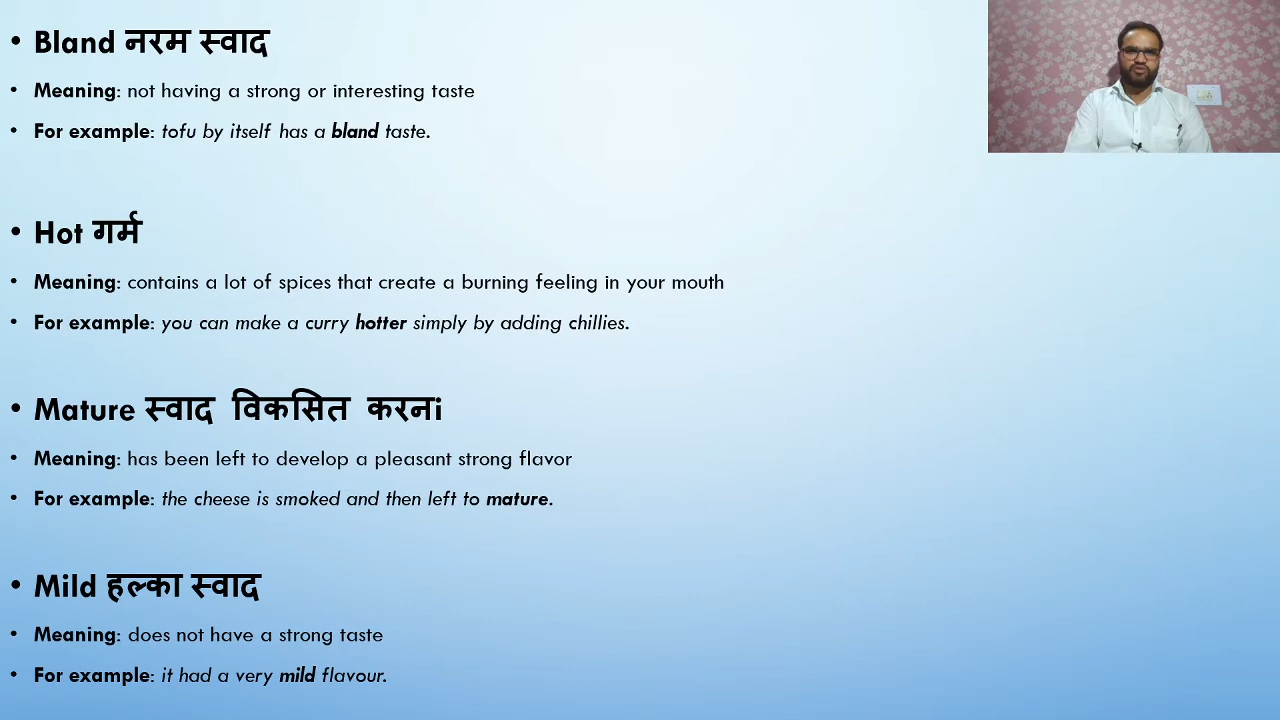 • Bland नरम स्वाद
• Meaning: not having a strong or interesting taste
• For example: tofu by itself has a bland taste.
• Hot गर्म
• Meaning: contains a lot of spices that create a burning feeling in your mouth
• For example: you can make a curry hotter simply by adding chillies.
• Mature स्वाद विकसित करनi
• Meaning: has been left to develop a pleasant strong flavor
• For example: the cheese is smoked and then left to mature.
• Mild हल्का स्वाद
• Meaning: does not have a strong taste
• For example: it had a very mild flavour.